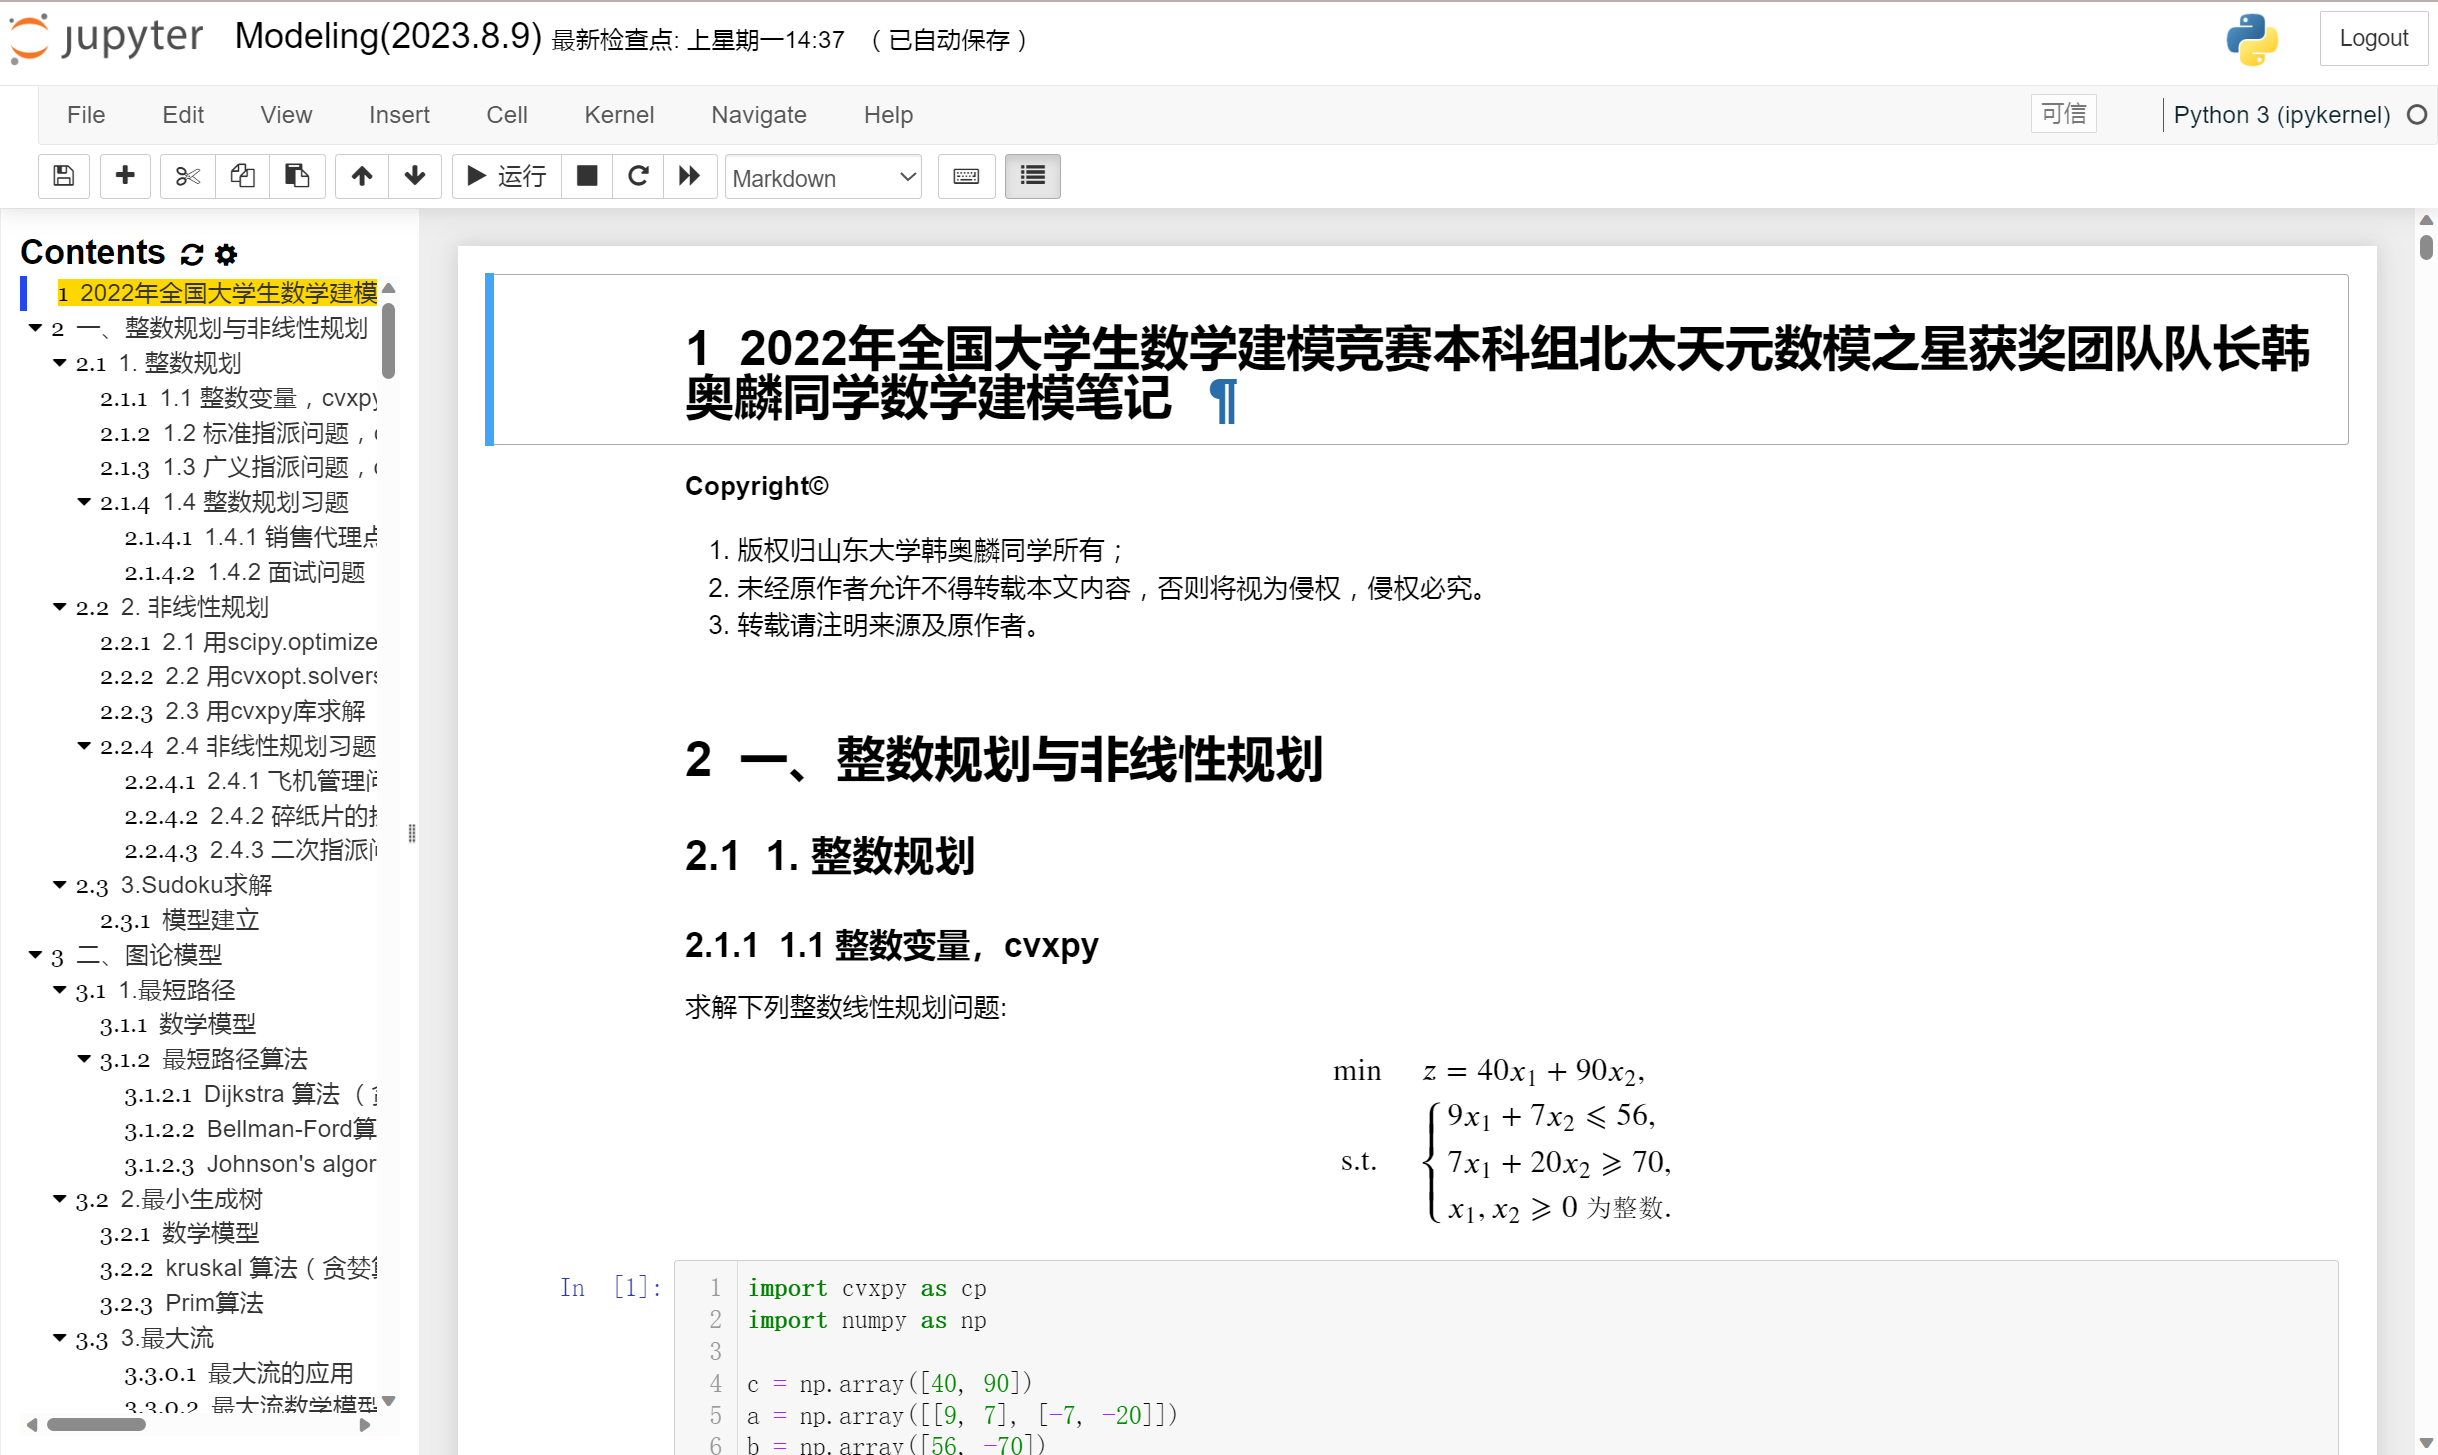 jupyter Modeling(2023.8.9) 最新检查点: 上星期一14:37 （已自动保存） Logout
File Edit View Insert Cell Kernel Navigate Help 可信 Python 3 (ipykernel)
运行 Markdown
Contents
1 2022年全国大学生数学建模
2 一、整数规划与非线性规划
2.1 1. 整数规划
2.1.1 1.1 整数变量，cvxpy
2.1.2 1.2 标准指派问题，
2.1.3 1.3 广义指派问题，
2.1.4 1.4 整数规划习题
2.1.4.1 1.4.1 销售代理点
2.1.4.2 1.4.2 面试问题
2.2 2. 非线性规划
2.2.1 2.1 用scipy.optimize
2.2.2 2.2 用cvxopt.solvers
2.2.3 2.3 用cvxpy库求解
2.2.4 2.4 非线性规划习题
2.2.4.1 2.4.1 飞机管理问
2.2.4.2 2.4.2 碎纸片的
2.2.4.3 2.4.3 二次指派问
2.3 3.Sudoku求解
2.3.1 模型建立
3 二、图论模型
3.1 1.最短路径
3.1.1 数学模型
3.1.2 最短路径算法
3.1.2.1 Dijkstra 算法（
3.1.2.2 Bellman-Ford算
3.1.2.3 Johnson's algor
3.2 2.最小生成树
3.2.1 数学模型
3.2.2 kruskal 算法（贪婪
3.2.3 Prim算法
3.3 3.最大流
3.3.0.1 最大流的应用
3.3.0.2 最大流数学模型
1 2022年全国大学生数学建模竞赛本科组北太天元数模之星获奖团队队长韩
奥麟同学数学建模笔记 ¶
Copyright©
1. 版权归山东大学韩奥麟同学所有；
2. 未经原作者允许不得转载本文内容，否则将视为侵权，侵权必究。
3. 转载请注明来源及原作者。
2 一、整数规划与非线性规划
2.1 1. 整数规划
2.1.1 1.1 整数变量，cvxpy
求解下列整数线性规划问题:
min z = 40x₁ + 90x₂,
9x₁ + 7x₂ ⩽ 56,
s.t. 7x₁ + 20x₂ ⩾ 70,
x₁, x₂ ⩾ 0 为整数.
In [1]:
1 import cvxpy as cp
2 import numpy as np
3
4 c = np.array([40, 90])
5 a = np.array([[9, 7], [-7, -20]])
6 b = np.array([56, -70])